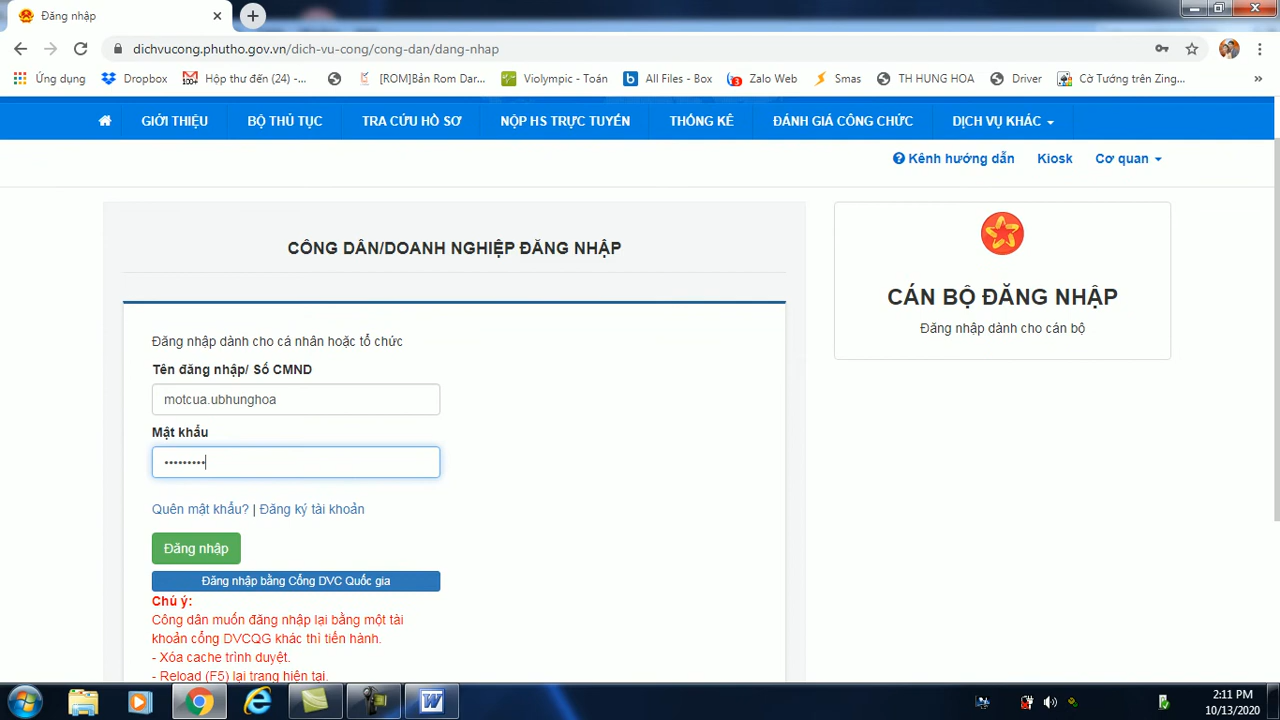 Đăng nhập
dichvucong.phutho.gov.vn/dich-vu-cong/cong-dan/dang-nhap
Ứng dụng Dropbox Hộp thư đến (24) -... [ROM]Bản Rom Dar... Violympic - Toán All Files - Box Zalo Web Smas TH HUNG HOA Driver Cờ Tướng trên Zing... »
GIỚI THIỆU BỘ THỦ TỤC TRA CỨU HỒ SƠ NỘP HS TRỰC TUYẾN THỐNG KÊ ĐÁNH GIÁ CÔNG CHỨC DỊCH VỤ KHÁC
Kênh hướng dẫn Kiosk Cơ quan
CÔNG DÂN/DOANH NGHIỆP ĐĂNG NHẬP
Đăng nhập dành cho cá nhân hoặc tổ chức
Tên đăng nhập/ Số CMND
motcua.ubhunghoa
Mật khẩu
•••••••••
Quên mật khẩu? | Đăng ký tài khoản
Đăng nhập
Đăng nhập bằng Cổng DVC Quốc gia
Chú ý:
Công dân muốn đăng nhập lại bằng một tài
khoản cổng DVCQG khác thì tiến hành.
- Xóa cache trình duyệt.
- Reload (F5) lại trang hiện tại.
CÁN BỘ ĐĂNG NHẬP
Đăng nhập dành cho cán bộ
2:11 PM
10/13/2020